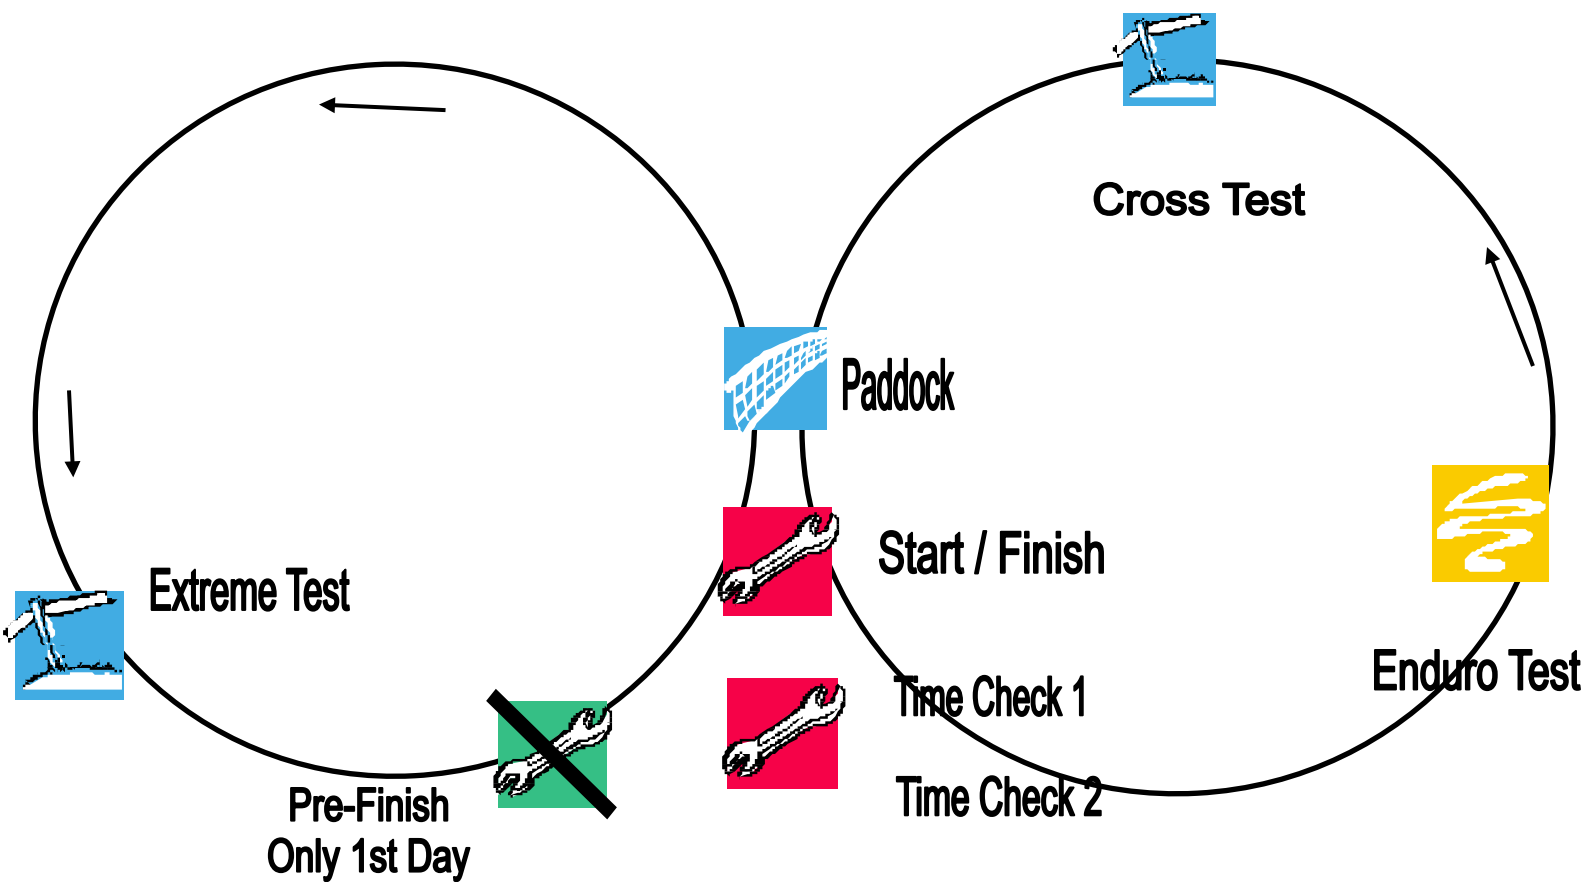 Cross Test
Paddock
Start / Finish
Extreme Test
Enduro Test
Time Check 1
Time Check 2
Pre-Finish
Only 1st Day